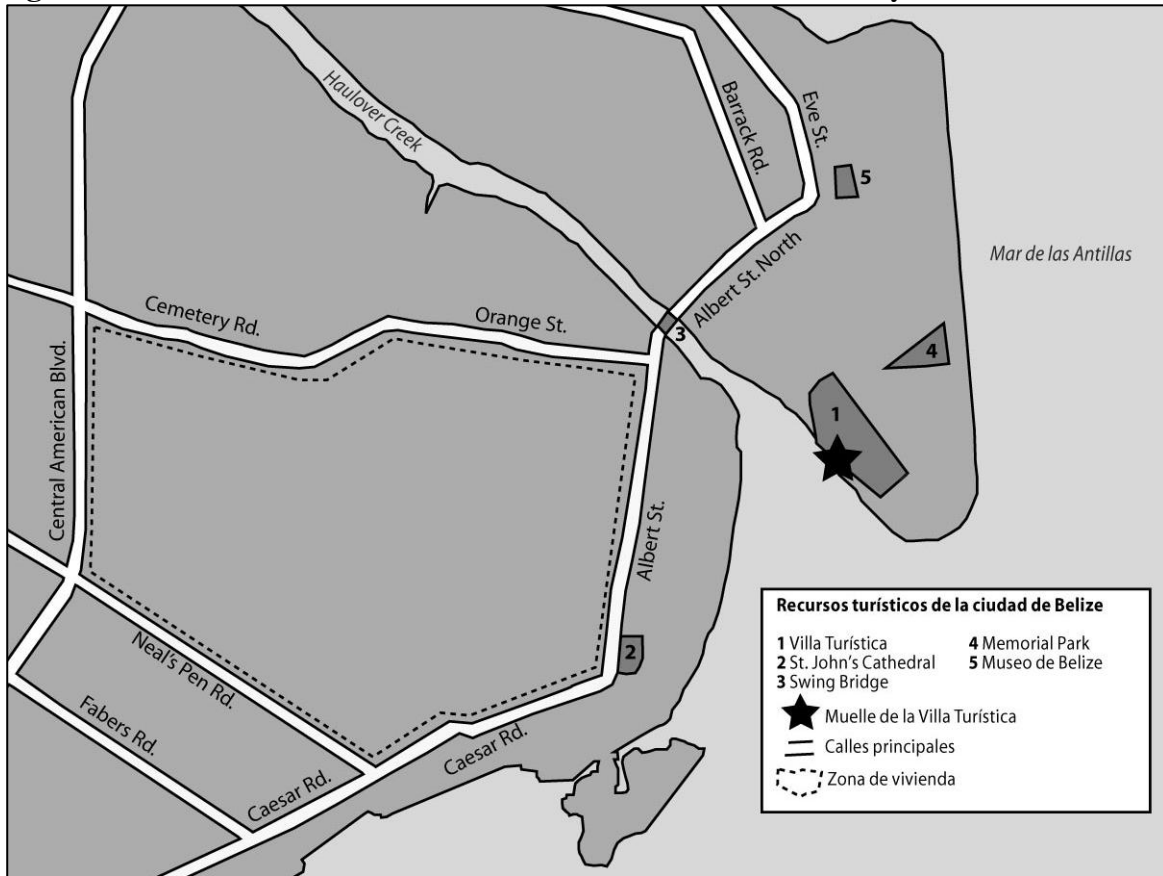 Haulover Creek
Barrack Rd.
Eve St.
5
Mar de las Antillas
Albert St. North
Cemetery Rd.
Orange St.
3
4
1
Central American Blvd.
Albert St.
2
Neal's Pen Rd.
Fabers Rd.
Caesar Rd.
Caesar Rd.
Recursos turísticos de la ciudad de Belize
1 Villa Turística
2 St. John's Cathedral
3 Swing Bridge
4 Memorial Park
5 Museo de Belize
Muelle de la Villa Turística
Calles principales
Zona de vivienda